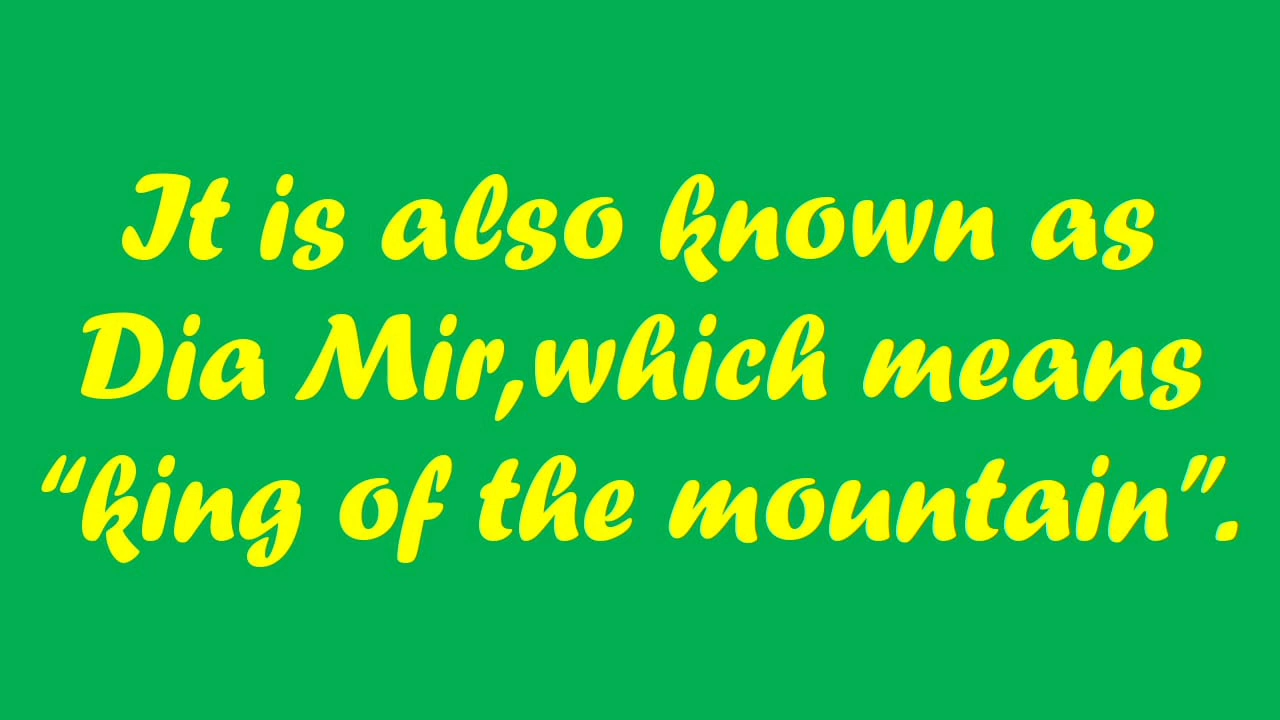 It is also known as
Dia Mir,which means
“king of the mountain”.